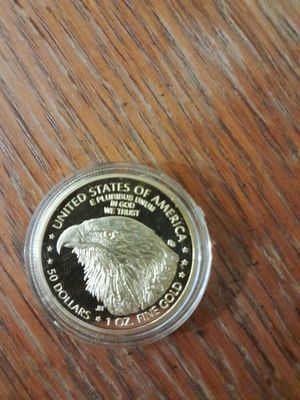 UNITED STATES OF AMERICA
E PLURIBUS UNUM
IN GOD
WE TRUST
50 DOLLARS * 1 OZ. FINE GOLD